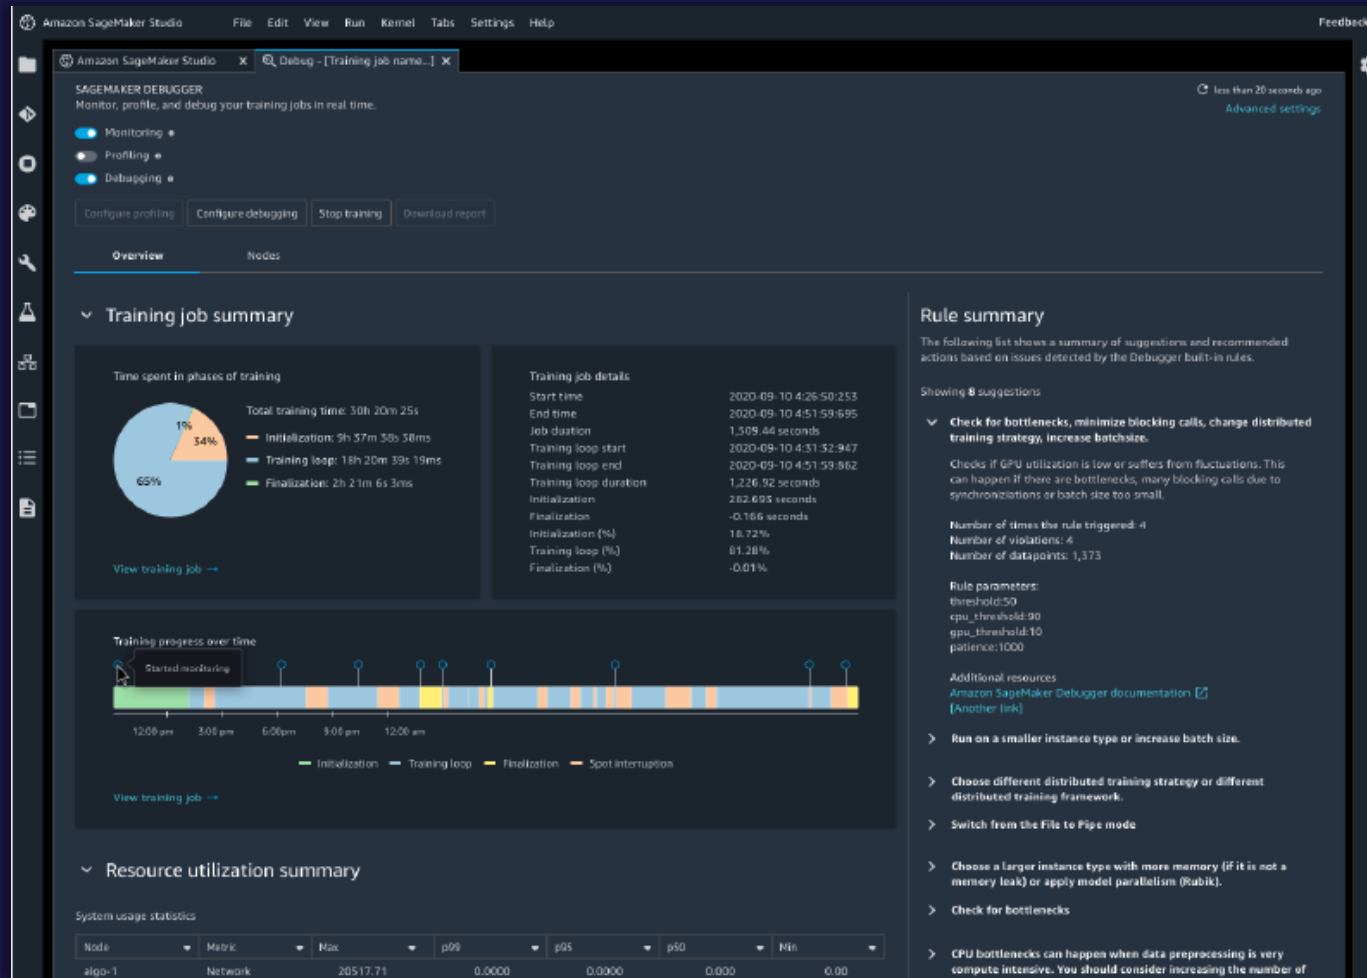 Amazon SageMaker Studio File Edit View Run Kernel Tabs Settings Help Feedback
Amazon SageMaker Studio X Debug - [Training job name...] X
SAGEMAKER DEBUGGER
Monitor, profile, and debug your training jobs in real time.
less than 20 seconds ago
Advanced settings
Monitoring
Profiling
Debugging
Configure profiling Configure debugging Stop training Download report
Overview Nodes
Training job summary
Time spent in phases of training
1%
34%
65%
Total training time: 30h 20m 25s
Initialization: 9h 37m 38s 38ms
Training loop: 18h 20m 39s 19ms
Finalization: 2h 21m 6s 3ms
View training job →
Training job details
Start time 2020-09-10 4:26:50:253
End time 2020-09-10 4:51:59:695
Job duation 1,509.44 seconds
Training loop start 2020-09-10 4:31:32:947
Training loop end 2020-09-10 4:51:59:862
Training loop duration 1,226.92 seconds
Initialization 282.693 seconds
Finalization -0.166 seconds
Initialization (%) 18.72%
Training loop (%) 81.28%
Finalization (%) -0.01%
Training progress over time
Started monitoring
12:00 pm 3:00 pm 6:00pm 9:00 pm 12:00 am
Initialization Training loop Finalization Spot interruption
View training job →
Resource utilization summary
System usage statistics
Node Metric Max p99 p95 p50 Min
algo-1 Network 20517.71 0.0000 0.0000 0.000 0.00
Rule summary
The following list shows a summary of suggestions and recommended
actions based on issues detected by the Debugger built-in rules.
Showing 8 suggestions
Check for bottlenecks, minimize blocking calls, change distributed
training strategy, increase batchsize.
Checks if GPU utilization is low or suffers from fluctuations. This
can happen if there are bottlenecks, many blocking calls due to
synchroniziations or batch size too small.
Number of times the rule triggered: 4
Number of violations: 4
Number of datapoints: 1,373
Rule parameters:
threshold:50
cpu_threshold:90
gpu_threshold:10
patience:1000
Additional resources
Amazon SageMaker Debugger documentation
[Another link]
Run on a smaller instance type or increase batch size.
Choose different distributed training strategy or different
distributed training framework.
Switch from the File to Pipe mode
Choose a larger instance type with more memory (if it is not a
memory leak) or apply model parallelism (Rubik).
Check for bottlenecks
CPU bottlenecks can happen when data preprocessing is very
compute intensive. You should consider increasing the number of